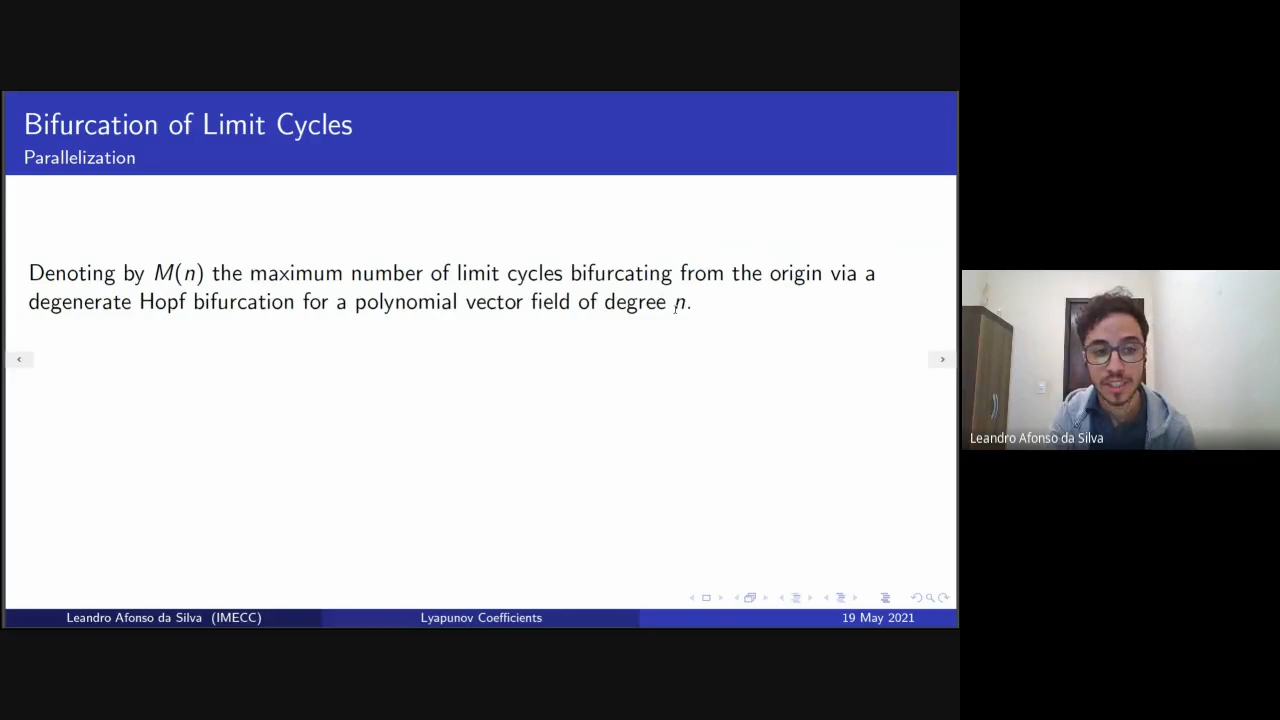 Bifurcation of Limit Cycles
Parallelization
Denoting by M(n) the maximum number of limit cycles bifurcating from the origin via a
degenerate Hopf bifurcation for a polynomial vector field of degree n.
Leandro Afonso da Silva
Leandro Afonso da Silva (IMECC) Lyapunov Coefficients 19 May 2021